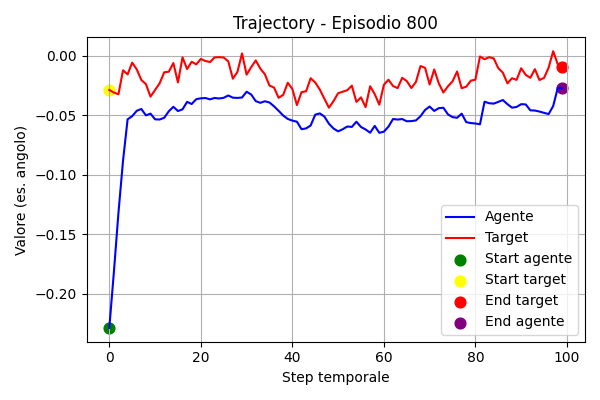 Trajectory - Episodio 800
Valore (es. angolo)
0.00
−0.05
−0.10
−0.15
−0.20
0
20
40
60
80
100
Step temporale
Agente
Target
Start agente
Start target
End target
End agente